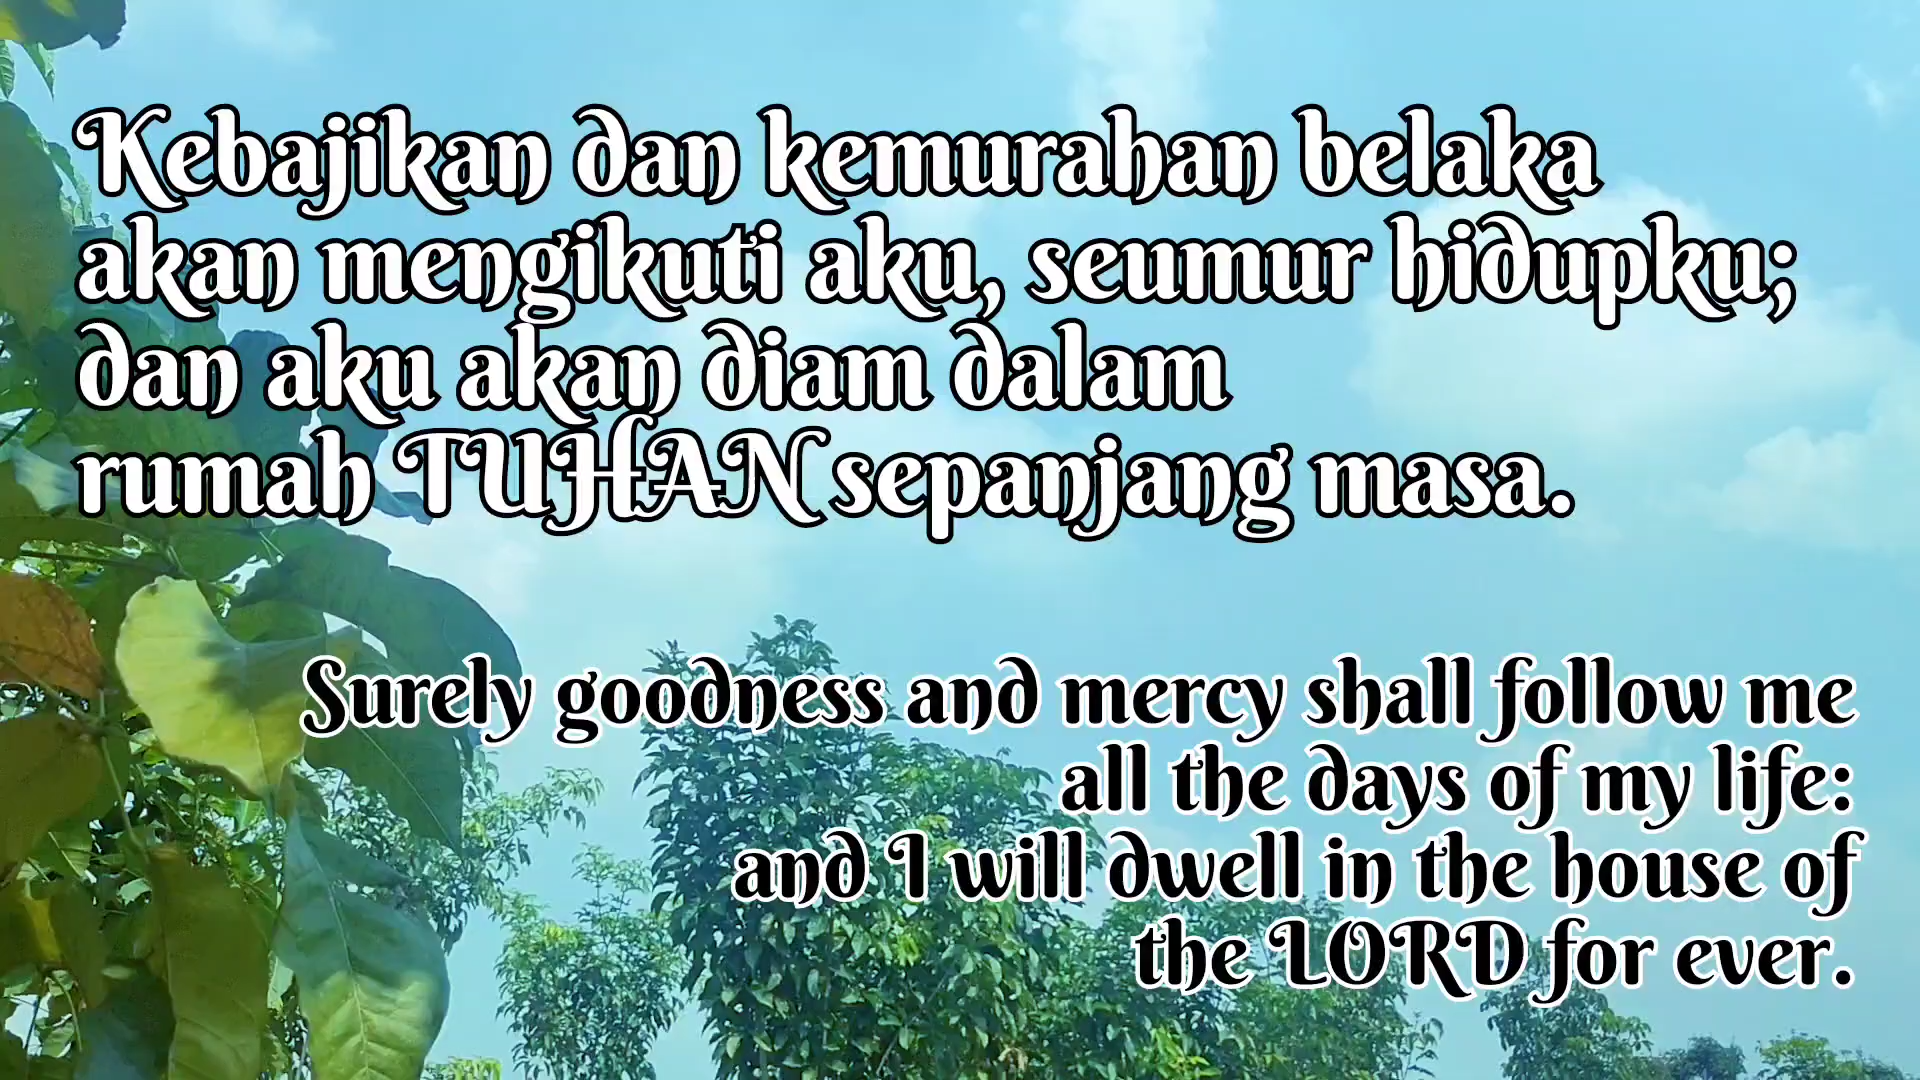 Kebajikan dan kemurahan belaka
akan mengikuti aku, seumur hidupku;
dan aku akan diam dalam
rumah TUHAN sepanjang masa.
Surely goodness and mercy shall follow me
all the days of my life:
and I will dwell in the house of
the LORD for ever.